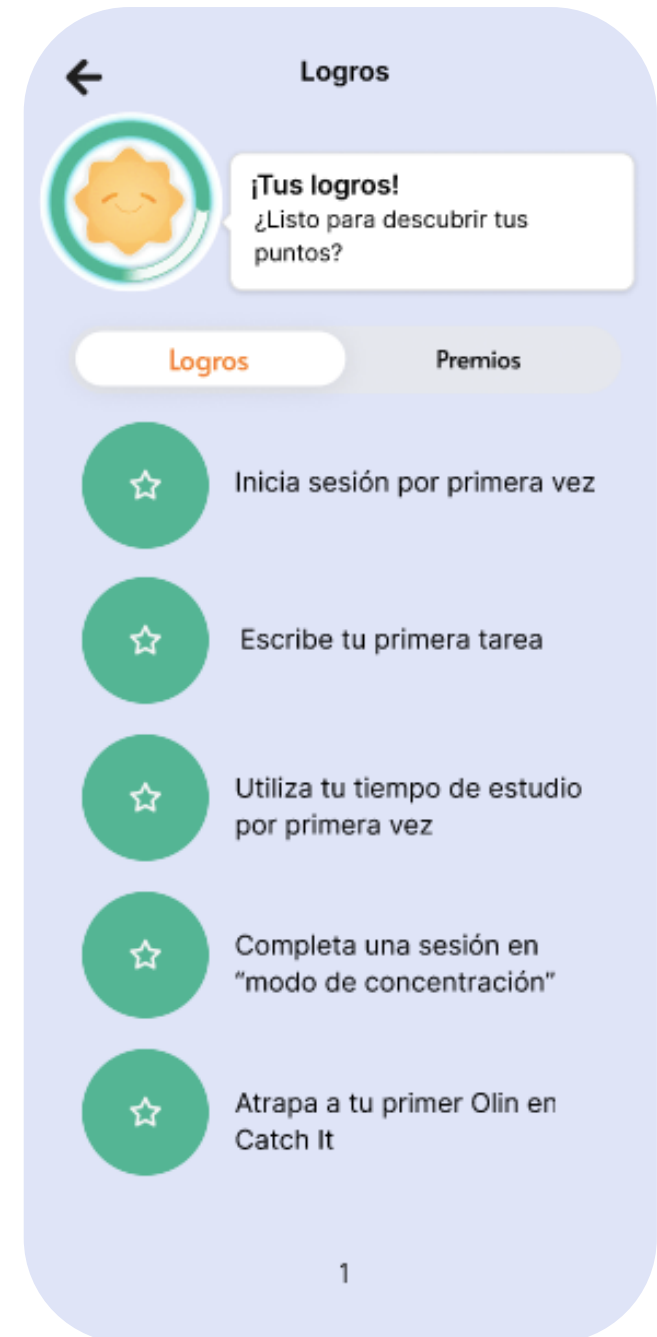 Logros
¡Tus logros!
¿Listo para descubrir tus
puntos?
Logros
Premios
Inicia sesión por primera vez
Escribe tu primera tarea
Utiliza tu tiempo de estudio
por primera vez
Completa una sesión en
“modo de concentración”
Atrapa a tu primer Olin en
Catch It
1